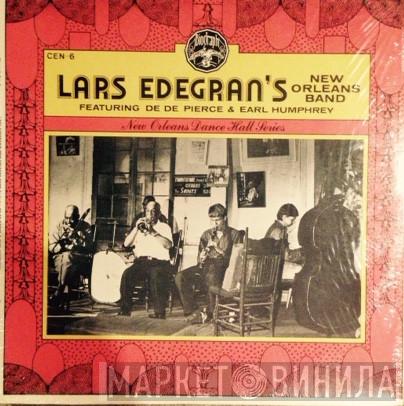 CEN-6
LARS EDEGRAN'S
NEW
ORLEANS
BAND
FEATURING DE DE PIERCE & EARL HUMPHREY
New Orleans Dance Hall Series
МАРКЕТ ВИНИЛА